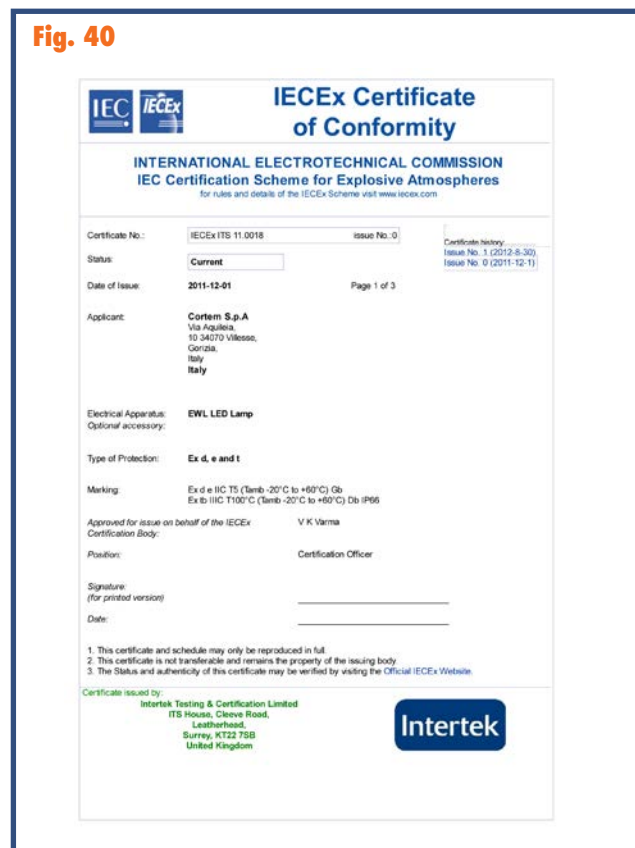 Fig. 40
IEC IECEx
IECEx Certificate
of Conformity
INTERNATIONAL ELECTROTECHNICAL COMMISSION
IEC Certification Scheme for Explosive Atmospheres
for rules and details of the IECEx Scheme visit www.iecex.com
Certificate No.: IECEx ITS 11.0018 issue No.:0
Certificate history:
Issue No. 1 (2012-8-30)
Issue No. 0 (2011-12-1)
Status: Current
Date of Issue: 2011-12-01 Page 1 of 3
Applicant: Cortem S.p.A
Via Aquileia,
10 34070 Villesse,
Gorizia,
Italy
Italy
Electrical Apparatus: EWL LED Lamp
Optional accessory:
Type of Protection: Ex d, e and t
Marking: Ex d e IIC T5 (Tamb -20°C to +60°C) Gb
Ex tb IIIC T100°C (Tamb -20°C to +60°C) Db IP66
Approved for issue on behalf of the IECEx V K Varma
Certification Body:
Position: Certification Officer
Signature:
(for printed version)
Date:
1. This certificate and schedule may only be reproduced in full.
2. This certificate is not transferable and remains the property of the issuing body.
3. The Status and authenticity of this certificate may be verified by visiting the Official IECEx Website.
Certificate issued by:
Intertek Testing & Certification Limited
ITS House, Cleeve Road,
Leatherhead,
Surrey, KT22 7SB
United Kingdom
Intertek